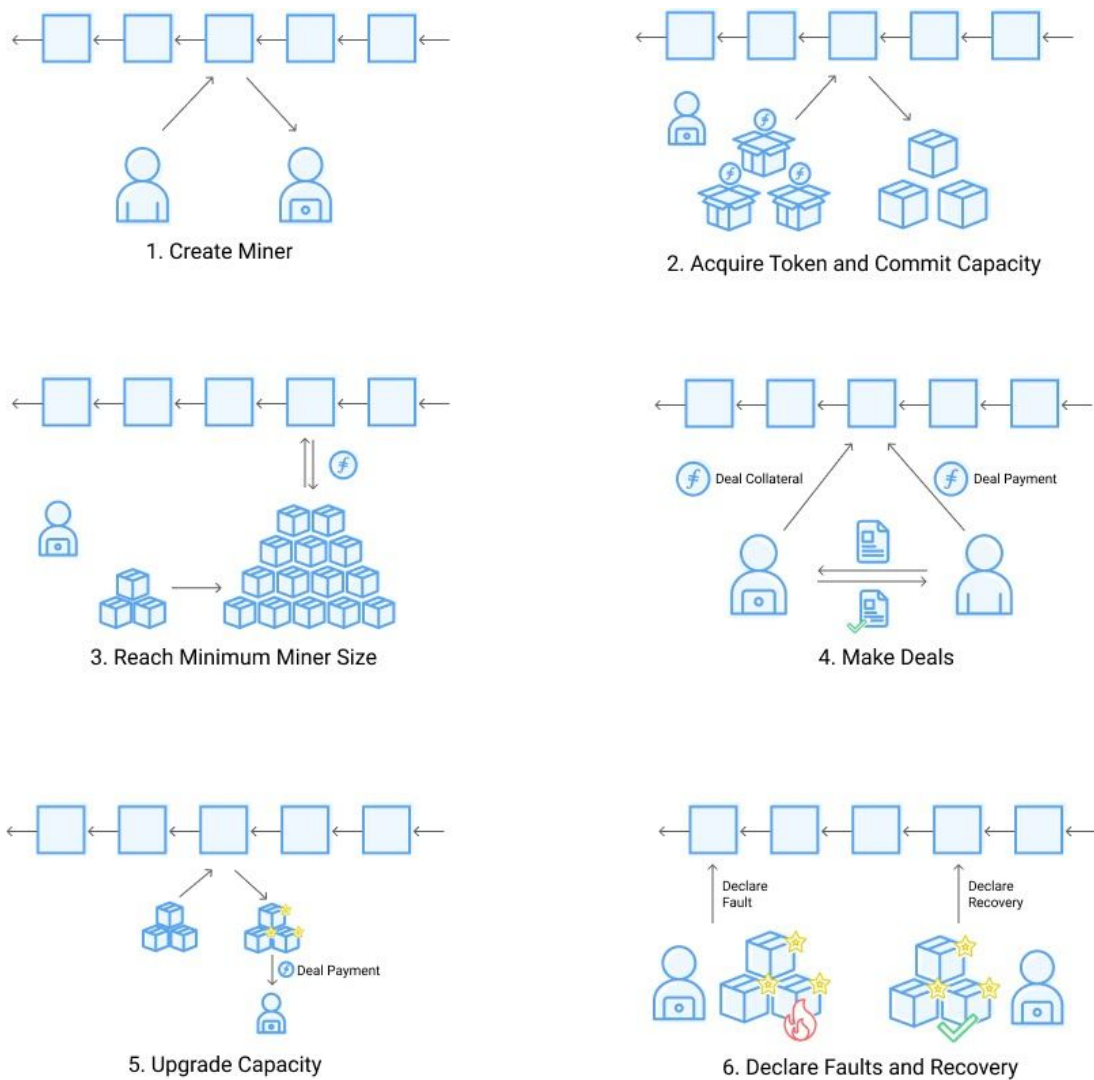 1. Create Miner
2. Acquire Token and Commit Capacity
3. Reach Minimum Miner Size
Deal Collateral
Deal Payment
4. Make Deals
Deal Payment
5. Upgrade Capacity
Declare
Fault
Declare
Recovery
6. Declare Faults and Recovery